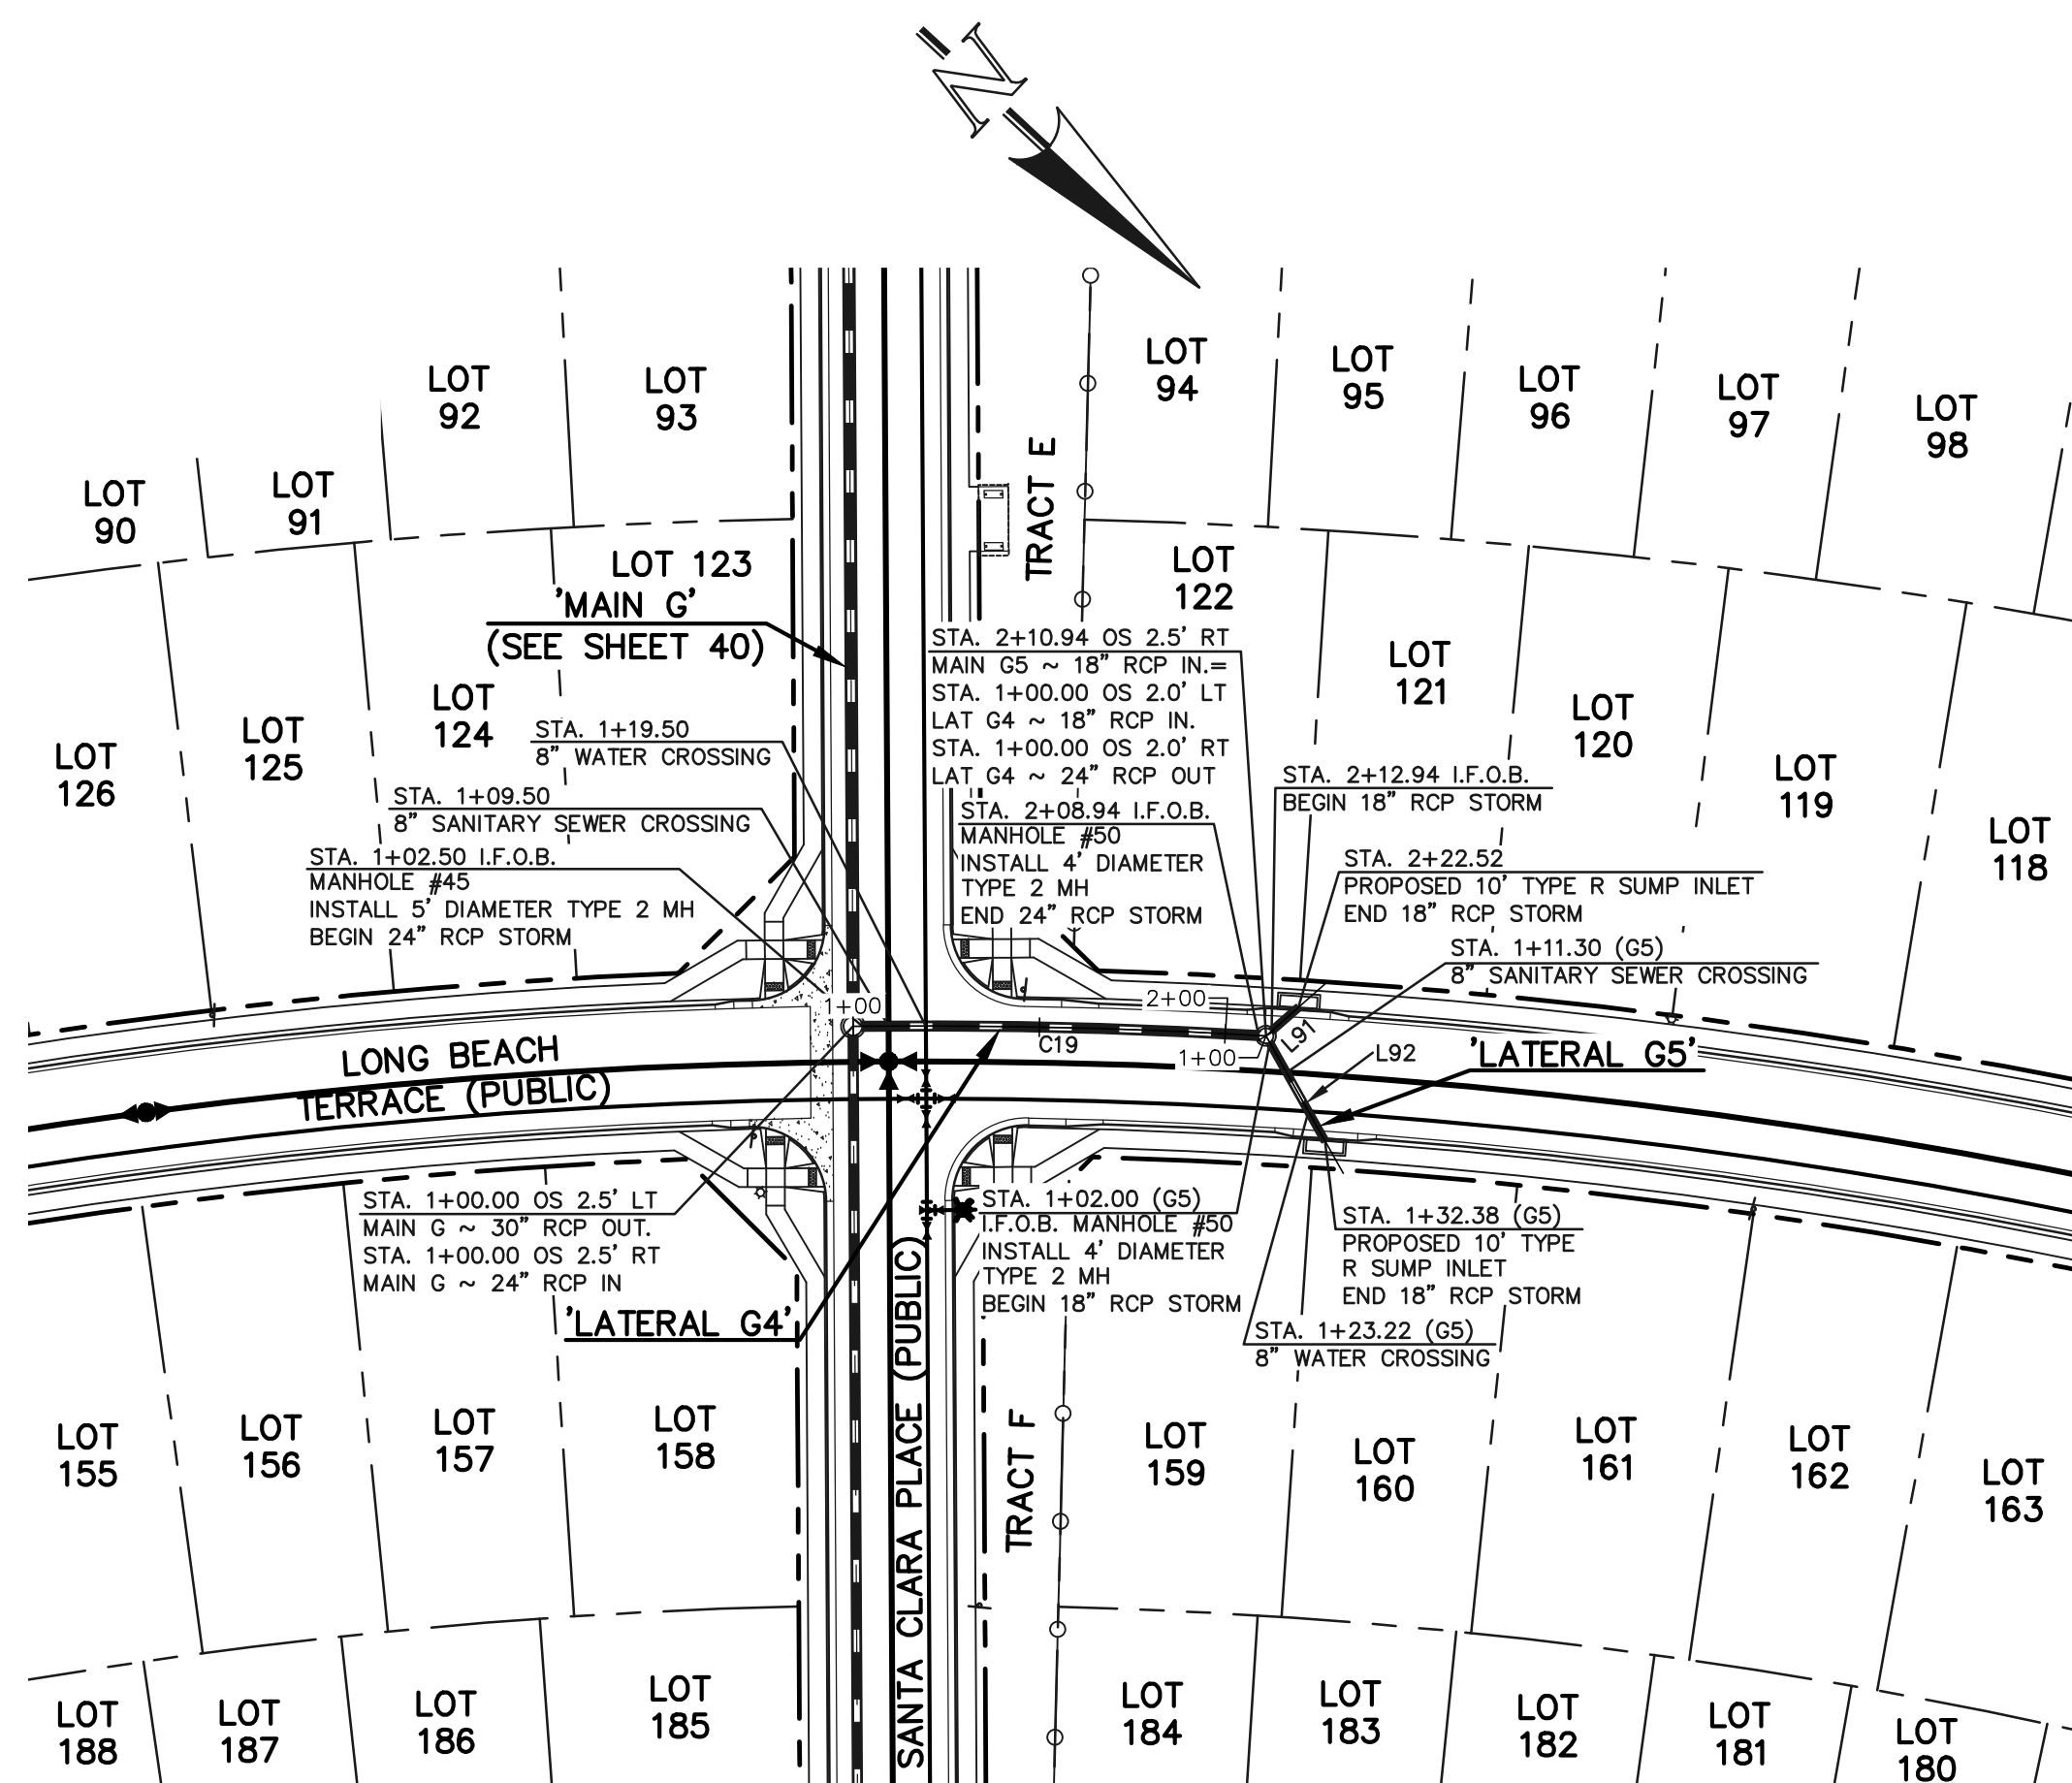 N
LOT
90
LOT
91
LOT
92
LOT
93
LOT
94
LOT
95
LOT
96
LOT
97
LOT
98
TRACT E
LOT 123
LOT
122
'MAIN G'
(SEE SHEET 40)
LOT
126
LOT
125
LOT
124
LOT
121
LOT
120
LOT
119
LOT
118
STA. 2+10.94 OS 2.5' RT
MAIN G5 ~ 18" RCP IN.=
STA. 1+00.00 OS 2.0' LT
LAT G4 ~ 18" RCP IN.
STA. 1+00.00 OS 2.0' RT
LAT G4 ~ 24" RCP OUT
STA. 1+19.50
8" WATER CROSSING
STA. 1+09.50
8" SANITARY SEWER CROSSING
STA. 1+02.50 I.F.O.B.
MANHOLE #45
INSTALL 5' DIAMETER TYPE 2 MH
BEGIN 24" RCP STORM
STA. 2+08.94 I.F.O.B.
MANHOLE #50
INSTALL 4' DIAMETER
TYPE 2 MH
END 24" RCP STORM
STA. 2+12.94 I.F.O.B.
BEGIN 18" RCP STORM
STA. 2+22.52
PROPOSED 10' TYPE R SUMP INLET
END 18" RCP STORM
STA. 1+11.30 (G5)
8" SANITARY SEWER CROSSING
1+00
2+00
C19
1+00
L91
L92
'LATERAL G5'
LONG BEACH
TERRACE (PUBLIC)
STA. 1+00.00 OS 2.5' LT
MAIN G ~ 30" RCP OUT.
STA. 1+00.00 OS 2.5' RT
MAIN G ~ 24" RCP IN
'LATERAL G4'
STA. 1+02.00 (G5)
I.F.O.B. MANHOLE #50
INSTALL 4' DIAMETER
TYPE 2 MH
BEGIN 18" RCP STORM
STA. 1+32.38 (G5)
PROPOSED 10' TYPE
R SUMP INLET
END 18" RCP STORM
STA. 1+23.22 (G5)
8" WATER CROSSING
SANTA CLARA PLACE (PUBLIC)
TRACT F
LOT
155
LOT
156
LOT
157
LOT
158
LOT
159
LOT
160
LOT
161
LOT
162
LOT
163
LOT
188
LOT
187
LOT
186
LOT
185
LOT
184
LOT
183
LOT
182
LOT
181
LOT
180